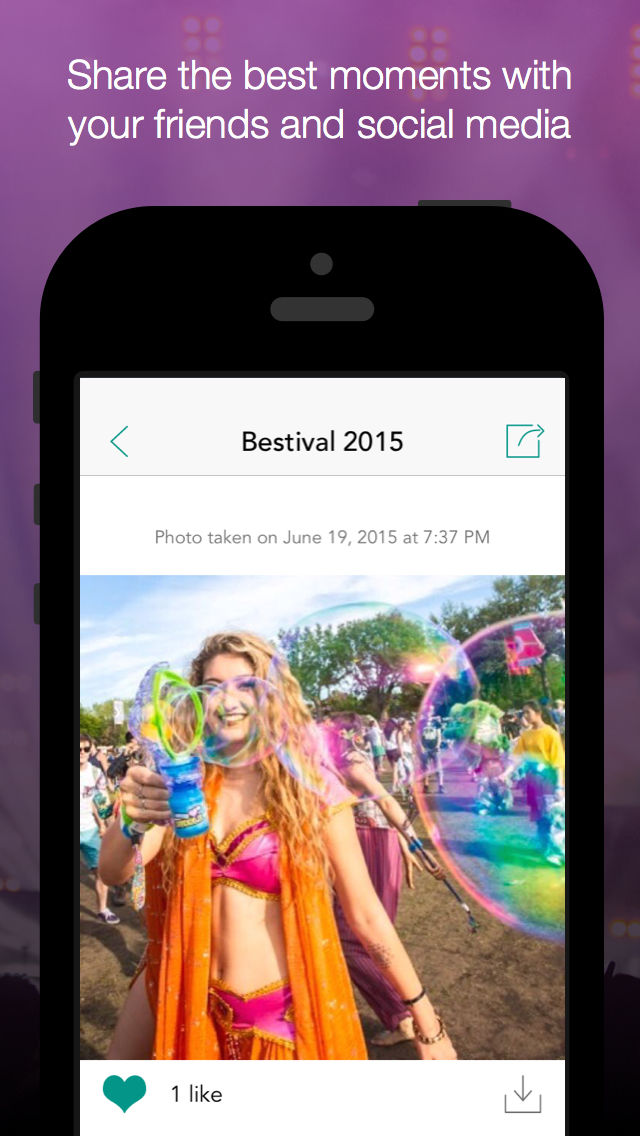 Share the best moments with
your friends and social media
Bestival 2015
Photo taken on June 19, 2015 at 7:37 PM
1 like